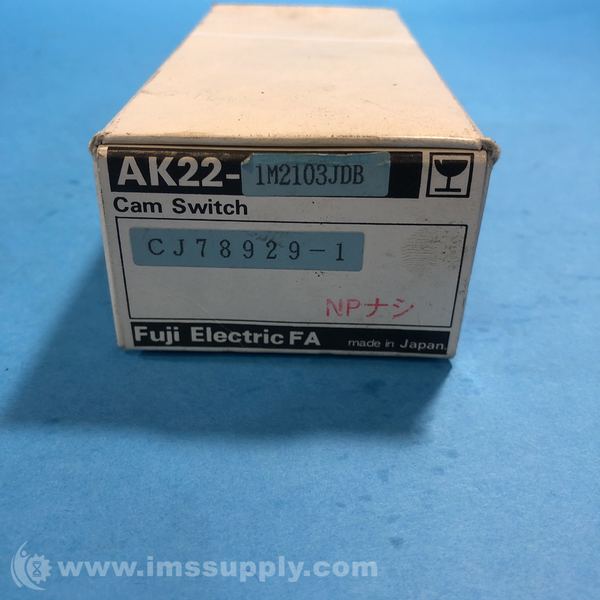 AK22-1M2103JDB
Cam Switch
CJ78929-1
NPナシ
Fuji Electric FA made in Japan.
www.imssupply.com